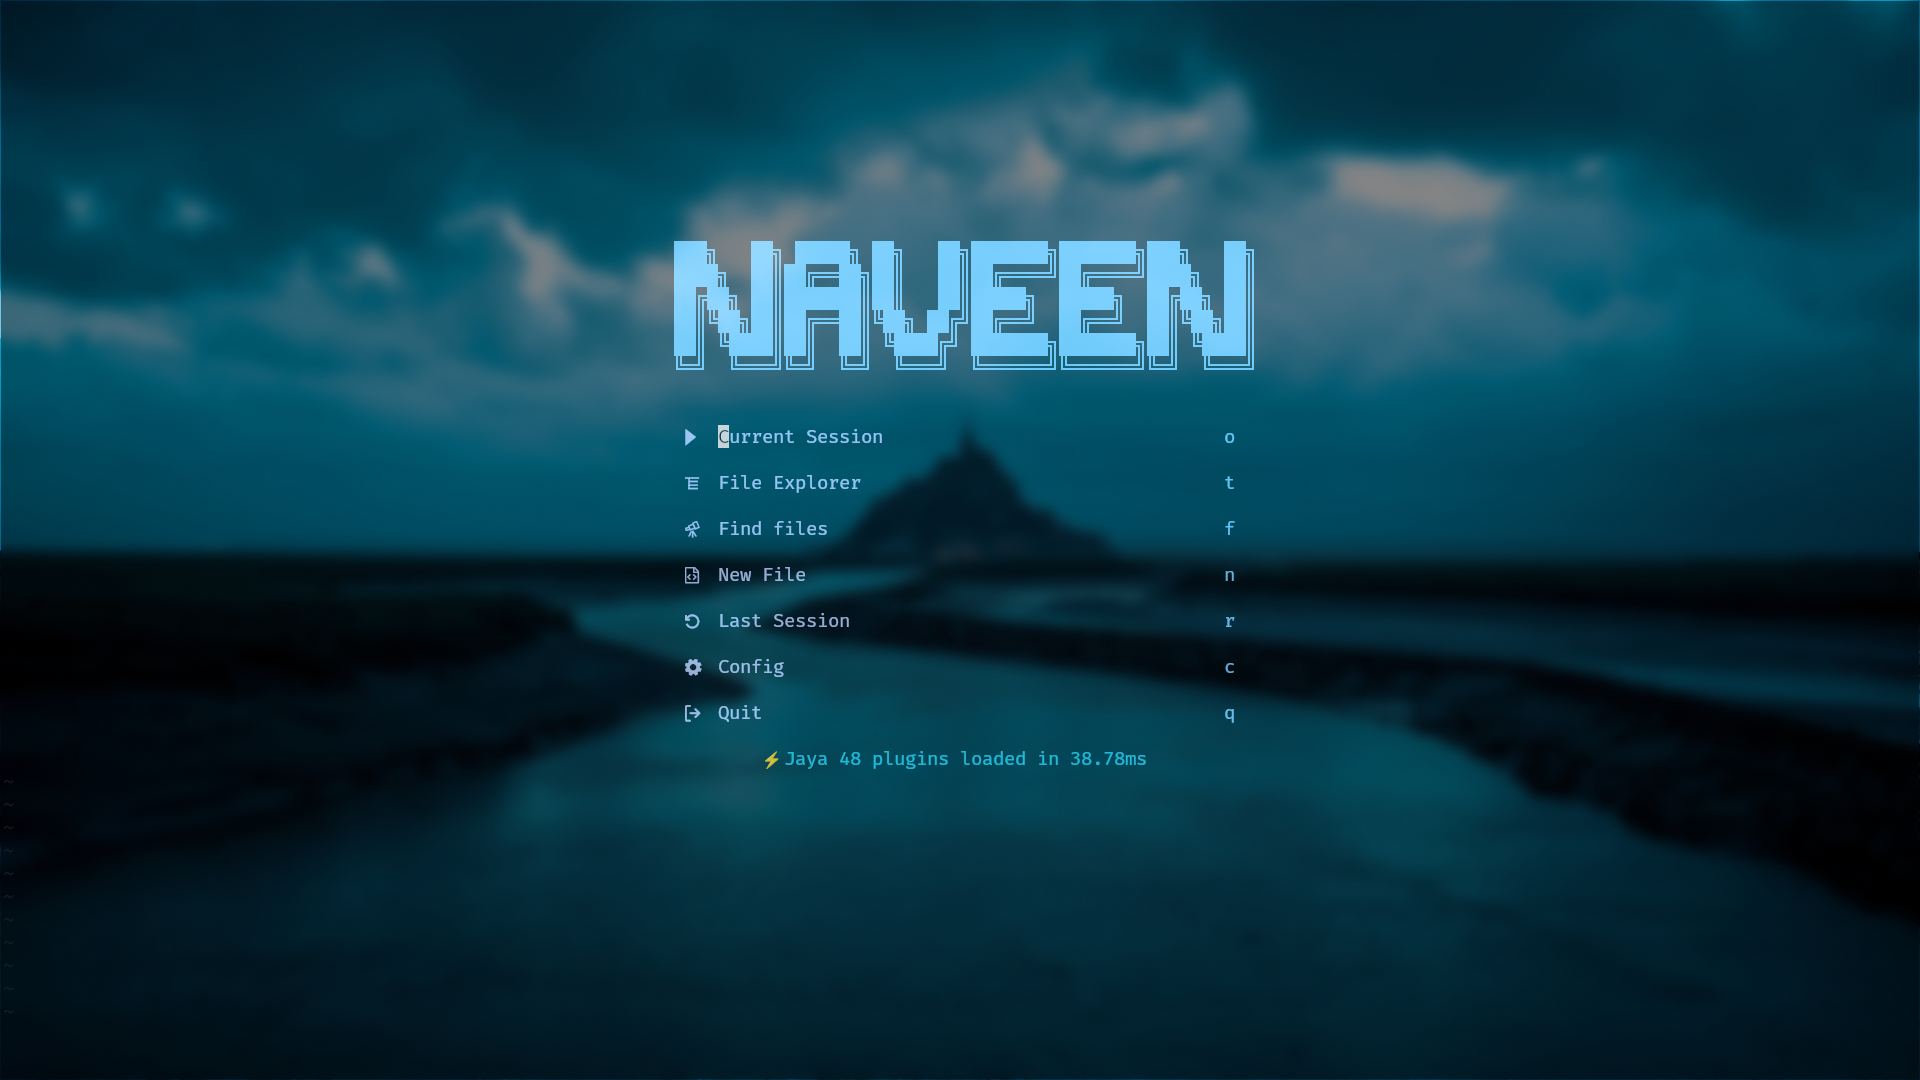 NAVEEN
Current Session o
File Explorer t
Find files f
New File n
Last Session r
Config c
Quit q
⚡Jaya 48 plugins loaded in 38.78ms
~
~
~
~
~
~
~
~
~
~
~